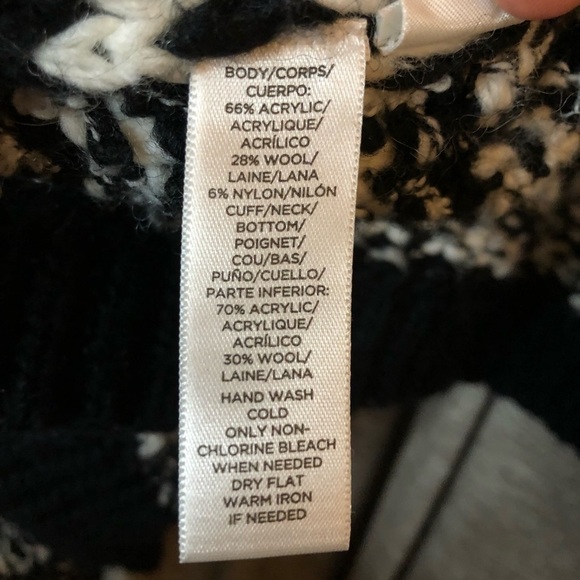 BODY/CORPS/
CUERPO:
66% ACRYLIC/
ACRYLIQUE/
ACRÍLICO
28% WOOL/
LAINE/LANA
6% NYLON/NILÓN
CUFF/NECK/
BOTTOM/
POIGNET/
COU/BAS/
PUÑO/CUELLO/
PARTE INFERIOR:
70% ACRYLIC/
ACRYLIQUE/
ACRÍLICO
30% WOOL/
LAINE/LANA
HAND WASH
COLD
ONLY NON-
CHLORINE BLEACH
WHEN NEEDED
DRY FLAT
WARM IRON
IF NEEDED